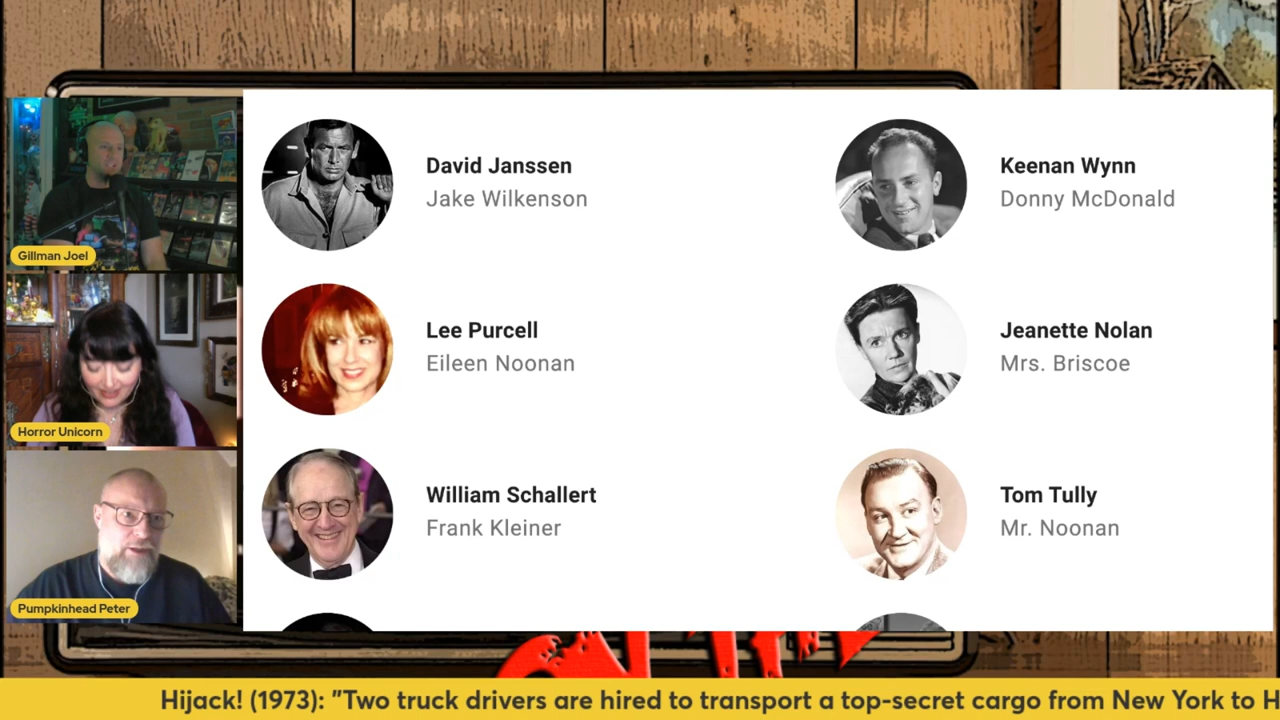 Gillman Joel
Horror Unicorn
Pumpkinhead Peter
David Janssen
Jake Wilkenson
Keenan Wynn
Donny McDonald
Lee Purcell
Eileen Noonan
Jeanette Nolan
Mrs. Briscoe
William Schallert
Frank Kleiner
Tom Tully
Mr. Noonan
Hijack! (1973): "Two truck drivers are hired to transport a top-secret cargo from New York to H